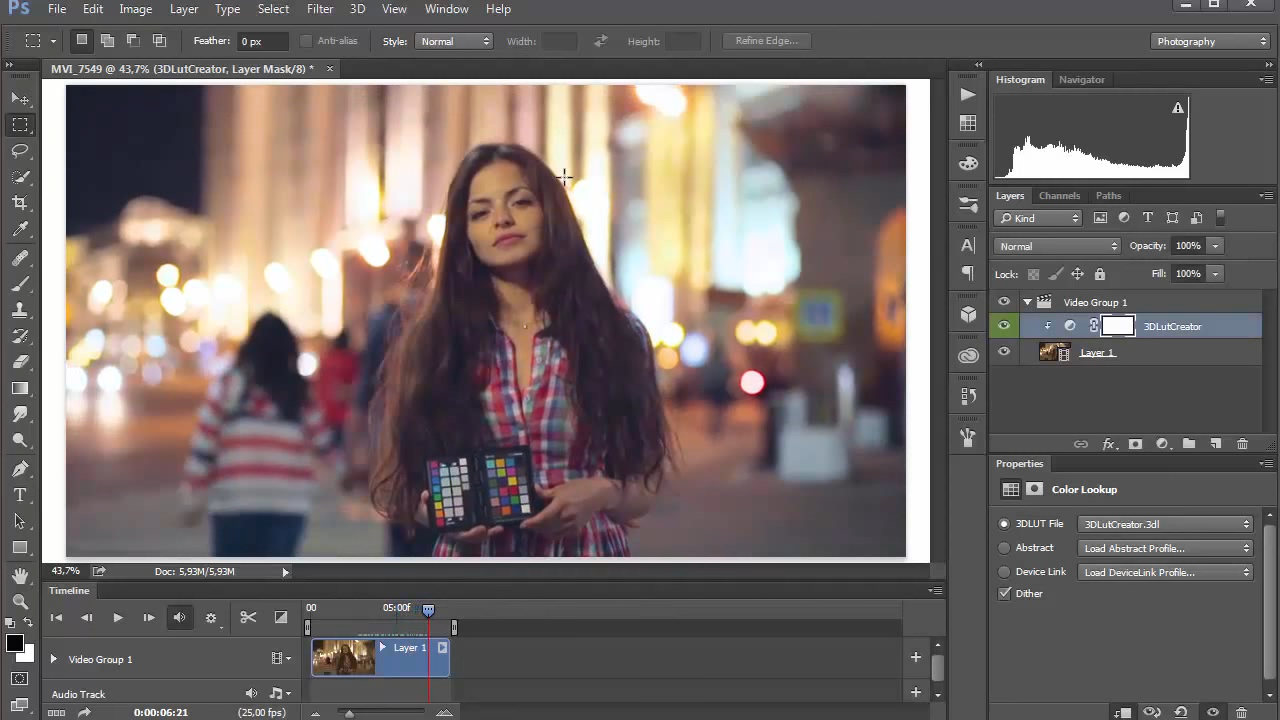 Ps File Edit Image Layer Type Select Filter 3D View Window Help
Feather: 0 px Anti-alias Style: Normal Width: Height: Refine Edge... Photography
MVI_7549 @ 43,7% (3DLutCreator, Layer Mask/8) * ×
Histogram Navigator
Layers Channels Paths
Kind
Normal Opacity: 100%
Lock: Fill: 100%
Video Group 1
3DLutCreator
Layer 1
Properties
Color Lookup
3DLUT File 3DLutCreator.3dl
Abstract Load Abstract Profile...
Device Link Load DeviceLink Profile...
Dither
43,7% Doc: 5,93M/5,93M
Timeline
00 05:00f
Layer 1
Video Group 1
Audio Track
0:00:06:21 (25,00 fps)